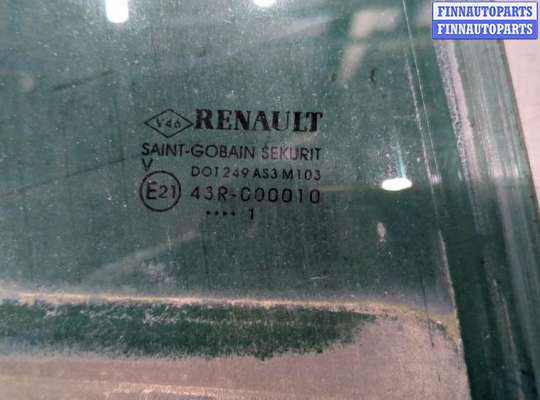 FINNAUTOPARTS
FINNAUTOPARTS
V46 RENAULT
SAINT-GOBAIN SEKURIT
V
DOT 249 AS3 M103
E21 43R-000010
•••• 1